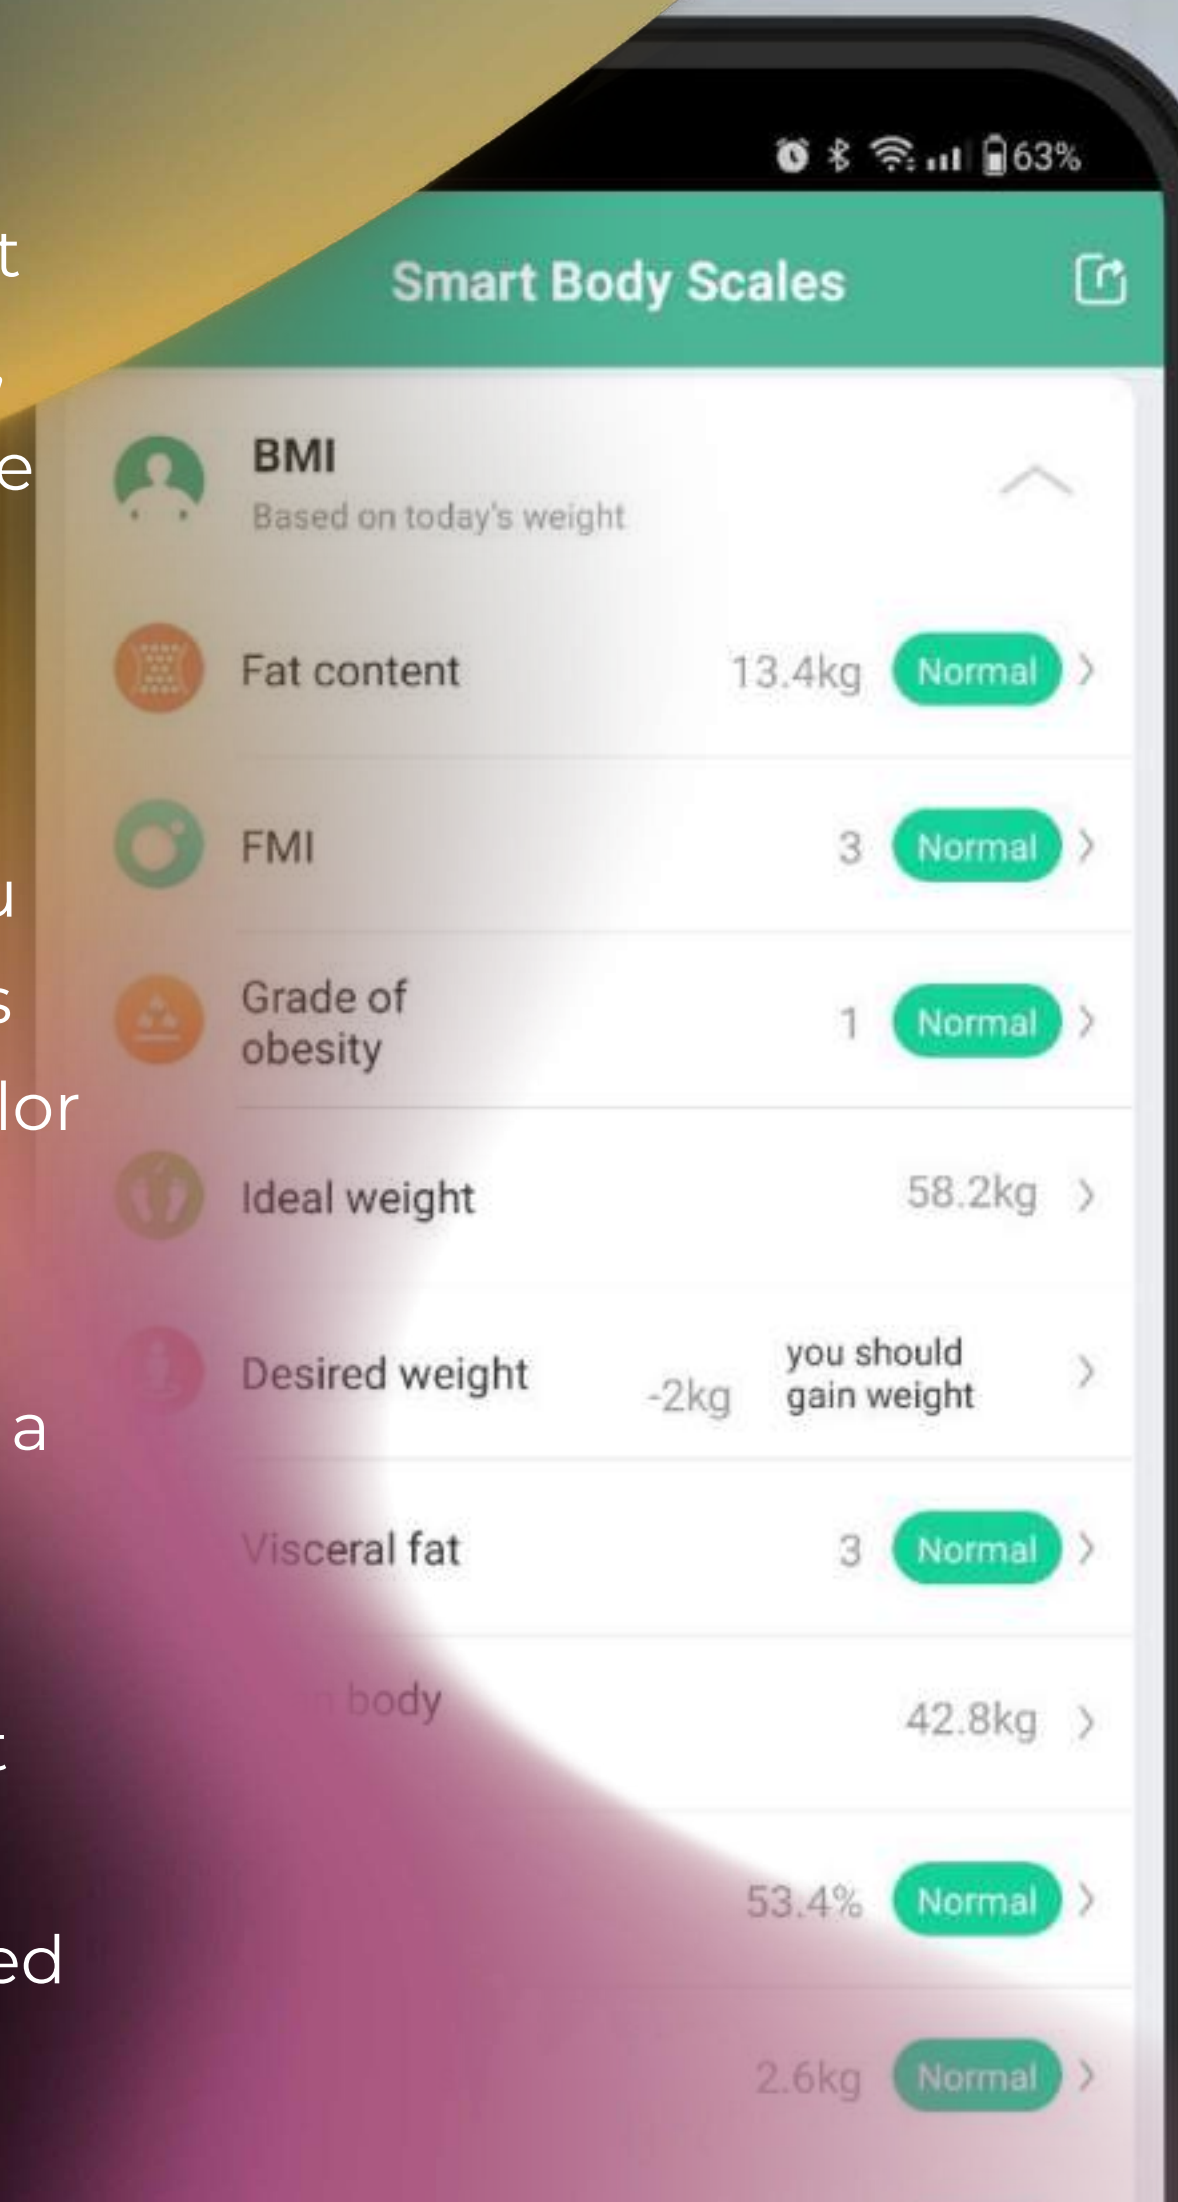 63%
t
Smart Body Scales
e
BMI
Based on today's weight
Fat content 13.4kg Normal
FMI 3 Normal
u
s
Grade of
obesity
1 Normal
lor
Ideal weight 58.2kg
Desired weight -2kg
you should
gain weight
a
Visceral fat 3 Normal
body 42.8kg
t
53.4% Normal
ed
2.6kg Normal